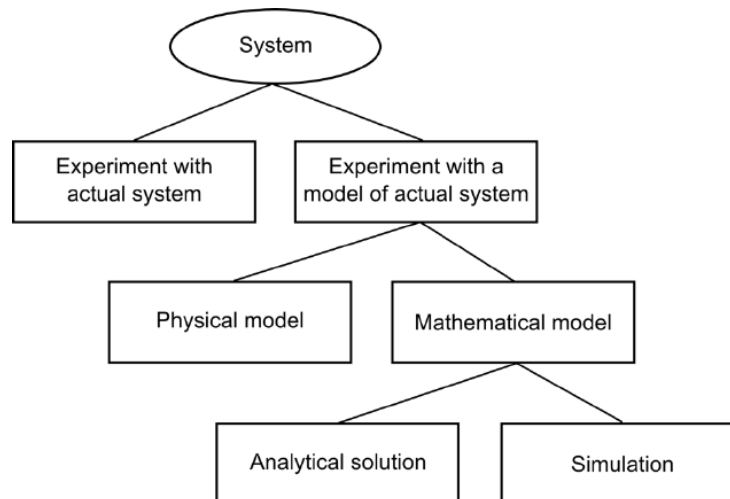 System
Experiment with
actual system
Experiment with a
model of actual system
Physical model
Mathematical model
Analytical solution
Simulation